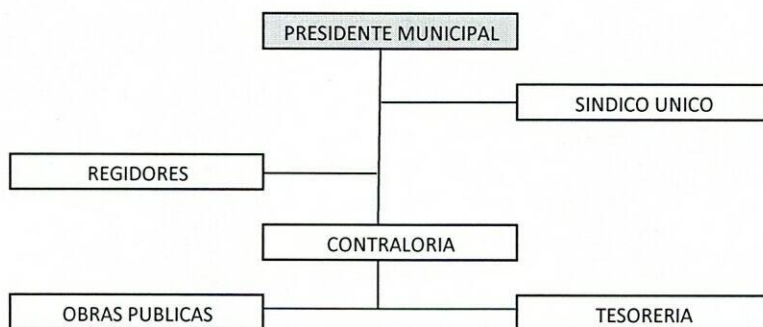 PRESIDENTE MUNICIPAL
SINDICO UNICO
REGIDORES
CONTRALORIA
OBRAS PUBLICAS
TESORERIA